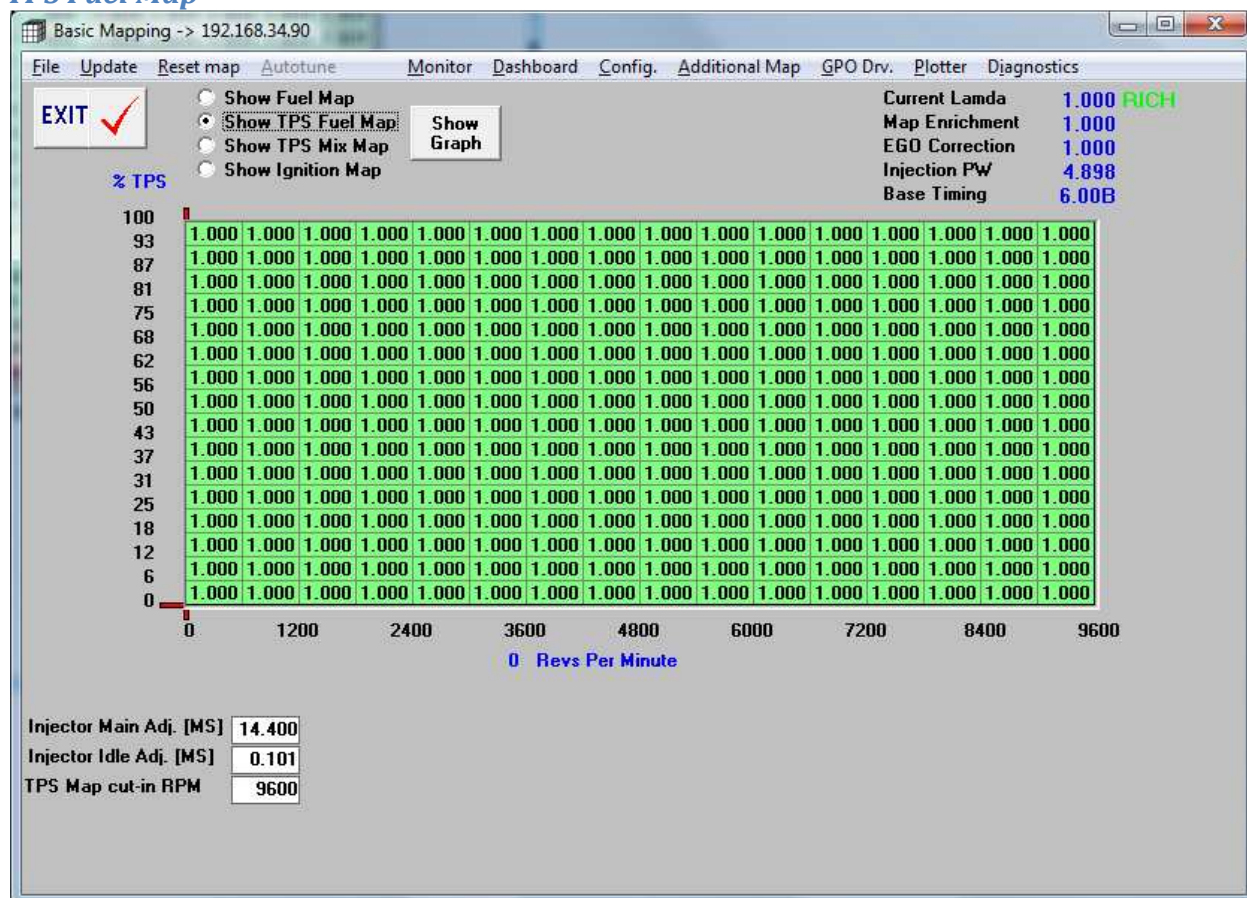 TPS Fuel Map
Basic Mapping -> 192.168.34.90
File Update Reset map Autotune Monitor Dashboard Config. Additional Map GPO Drv. Plotter Diagnostics
EXIT
Show Fuel Map
Show TPS Fuel Map
Show TPS Mix Map
Show Ignition Map
Show
Graph
Current Lamda 1.000 RICH
Map Enrichment 1.000
EGO Correction 1.000
Injection PW 4.898
Base Timing 6.00B
% TPS
100
93 1.000 1.000 1.000 1.000 1.000 1.000 1.000 1.000 1.000 1.000 1.000 1.000 1.000 1.000 1.000 1.000
87 1.000 1.000 1.000 1.000 1.000 1.000 1.000 1.000 1.000 1.000 1.000 1.000 1.000 1.000 1.000 1.000
81 1.000 1.000 1.000 1.000 1.000 1.000 1.000 1.000 1.000 1.000 1.000 1.000 1.000 1.000 1.000 1.000
75 1.000 1.000 1.000 1.000 1.000 1.000 1.000 1.000 1.000 1.000 1.000 1.000 1.000 1.000 1.000 1.000
68 1.000 1.000 1.000 1.000 1.000 1.000 1.000 1.000 1.000 1.000 1.000 1.000 1.000 1.000 1.000 1.000
62 1.000 1.000 1.000 1.000 1.000 1.000 1.000 1.000 1.000 1.000 1.000 1.000 1.000 1.000 1.000 1.000
56 1.000 1.000 1.000 1.000 1.000 1.000 1.000 1.000 1.000 1.000 1.000 1.000 1.000 1.000 1.000 1.000
50 1.000 1.000 1.000 1.000 1.000 1.000 1.000 1.000 1.000 1.000 1.000 1.000 1.000 1.000 1.000 1.000
43 1.000 1.000 1.000 1.000 1.000 1.000 1.000 1.000 1.000 1.000 1.000 1.000 1.000 1.000 1.000 1.000
37 1.000 1.000 1.000 1.000 1.000 1.000 1.000 1.000 1.000 1.000 1.000 1.000 1.000 1.000 1.000 1.000
31 1.000 1.000 1.000 1.000 1.000 1.000 1.000 1.000 1.000 1.000 1.000 1.000 1.000 1.000 1.000 1.000
25 1.000 1.000 1.000 1.000 1.000 1.000 1.000 1.000 1.000 1.000 1.000 1.000 1.000 1.000 1.000 1.000
18 1.000 1.000 1.000 1.000 1.000 1.000 1.000 1.000 1.000 1.000 1.000 1.000 1.000 1.000 1.000 1.000
12 1.000 1.000 1.000 1.000 1.000 1.000 1.000 1.000 1.000 1.000 1.000 1.000 1.000 1.000 1.000 1.000
6 1.000 1.000 1.000 1.000 1.000 1.000 1.000 1.000 1.000 1.000 1.000 1.000 1.000 1.000 1.000 1.000
0 1.000 1.000 1.000 1.000 1.000 1.000 1.000 1.000 1.000 1.000 1.000 1.000 1.000 1.000 1.000 1.000
0 1200 2400 3600 4800 6000 7200 8400 9600
0 Revs Per Minute
Injector Main Adj. [MS] 14.400
Injector Idle Adj. [MS] 0.101
TPS Map cut-in RPM 9600